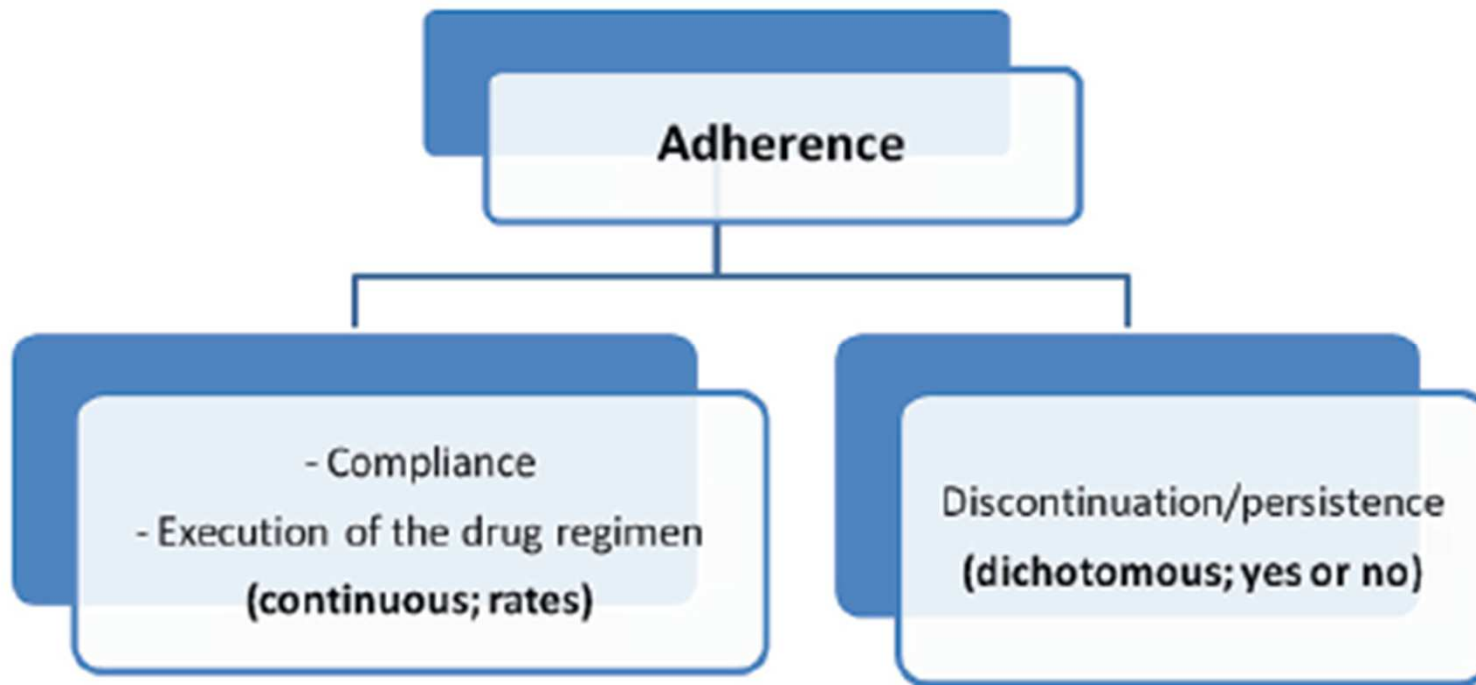 Adherence
- Compliance
- Execution of the drug regimen
(continuous; rates)
Discontinuation/persistence
(dichotomous; yes or no)